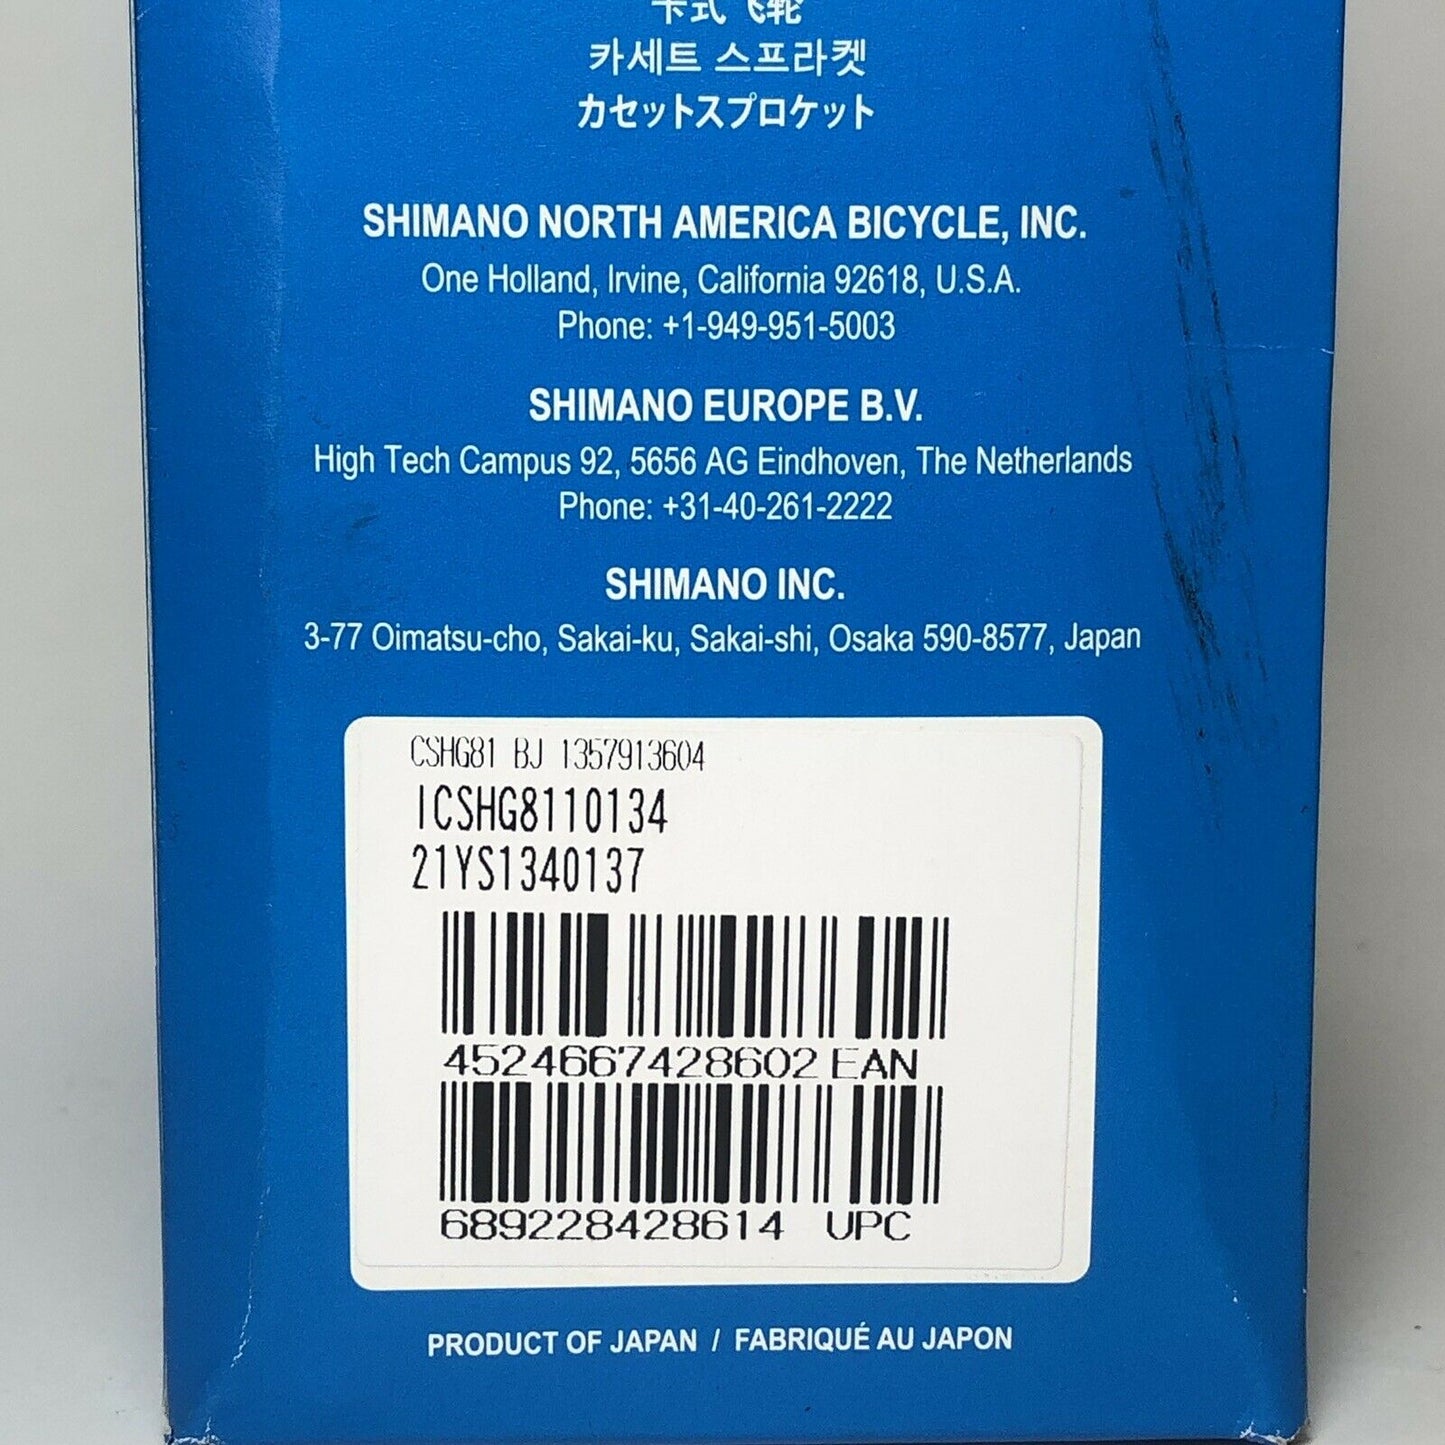 卡式 飞轮
카세트 스프라켓
カセットスプロケット
SHIMANO NORTH AMERICA BICYCLE, INC.
One Holland, Irvine, California 92618, U.S.A.
Phone: +1-949-951-5003
SHIMANO EUROPE B.V.
High Tech Campus 92, 5656 AG Eindhoven, The Netherlands
Phone: +31-40-261-2222
SHIMANO INC.
3-77 Oimatsu-cho, Sakai-ku, Sakai-shi, Osaka 590-8577, Japan
CSHG81 BJ 1357913604
ICSHG8110134
21YS1340137
4524667428602 EAN
689228428614 UPC
PRODUCT OF JAPAN / FABRIQUÉ AU JAPON